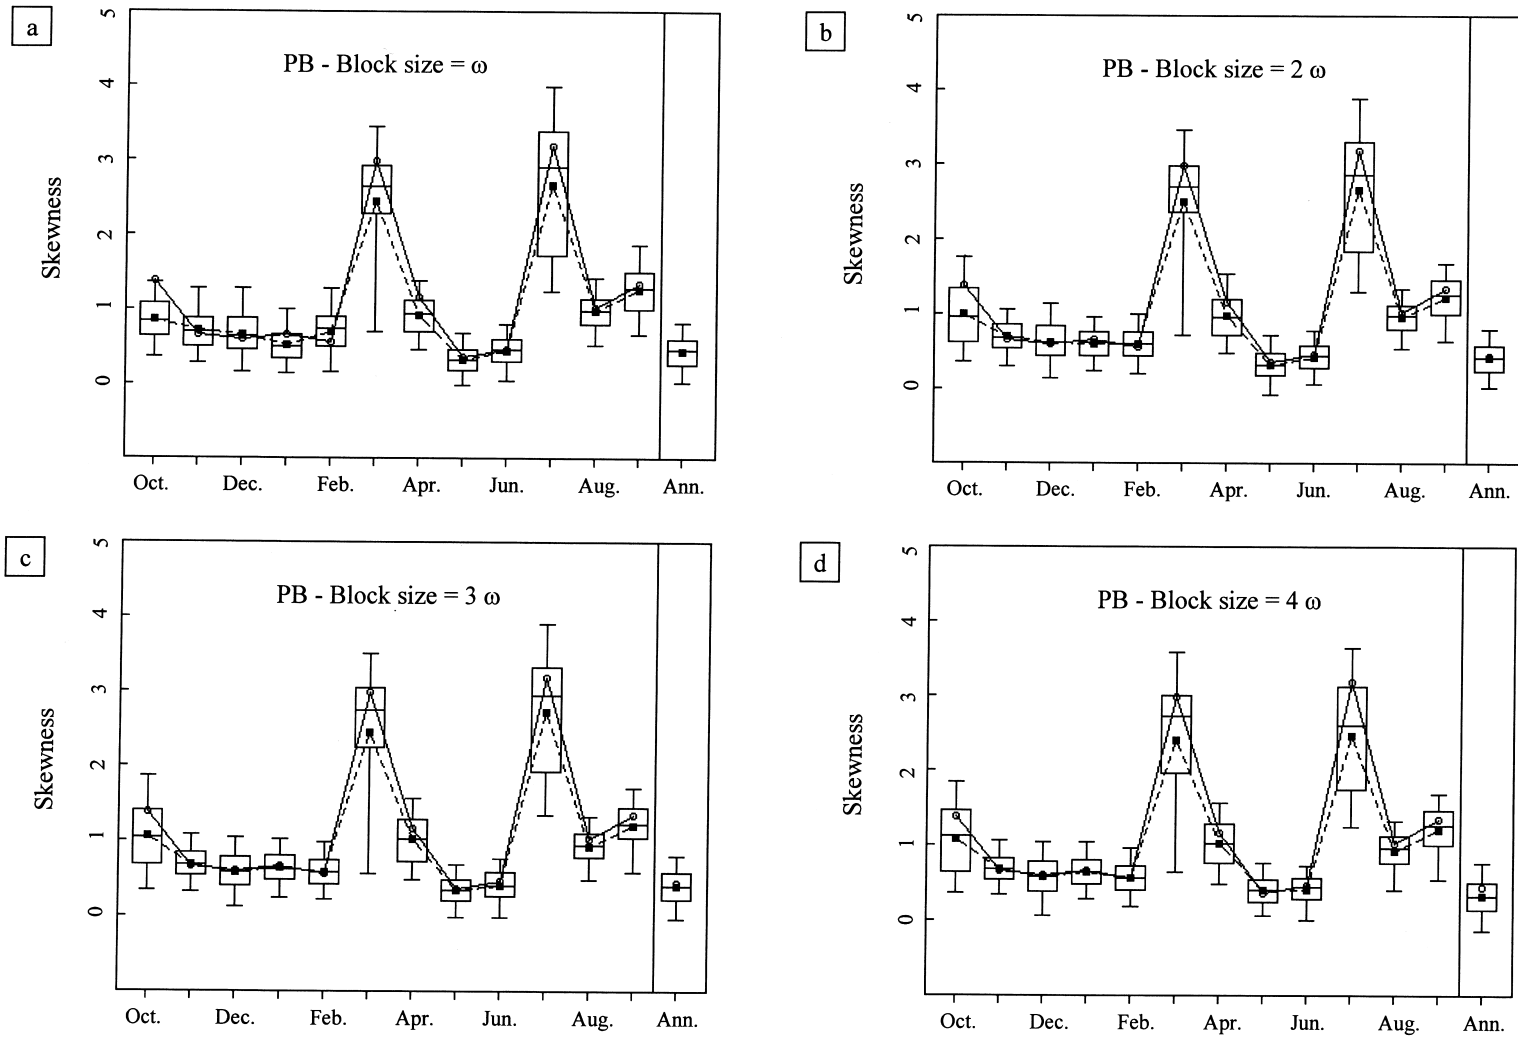 a
PB - Block size = ω
Skewness
5
4
3
2
1
0
Oct. Dec. Feb. Apr. Jun. Aug. Ann.
b
PB - Block size = 2 ω
Skewness
5
4
3
2
1
0
Oct. Dec. Feb. Apr. Jun. Aug. Ann.
c
PB - Block size = 3 ω
Skewness
5
4
3
2
1
0
Oct. Dec. Feb. Apr. Jun. Aug. Ann.
d
PB - Block size = 4 ω
Skewness
5
4
3
2
1
0
Oct. Dec. Feb. Apr. Jun. Aug. Ann.